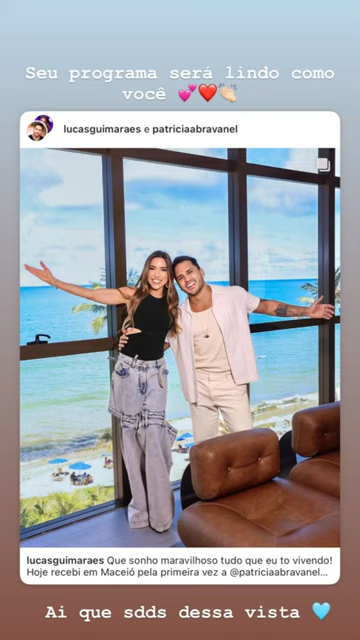 Seu programa será lindo como
você 💕❤️👏🏻
lucasguimaraes e patriciaabravanel
lucasguimaraes Que sonho maravilhoso tudo que eu to vivendo!
Hoje recebi em Maceió pela primeira vez a @patriciaabravanel...
Ai que sdds dessa vista 🩵